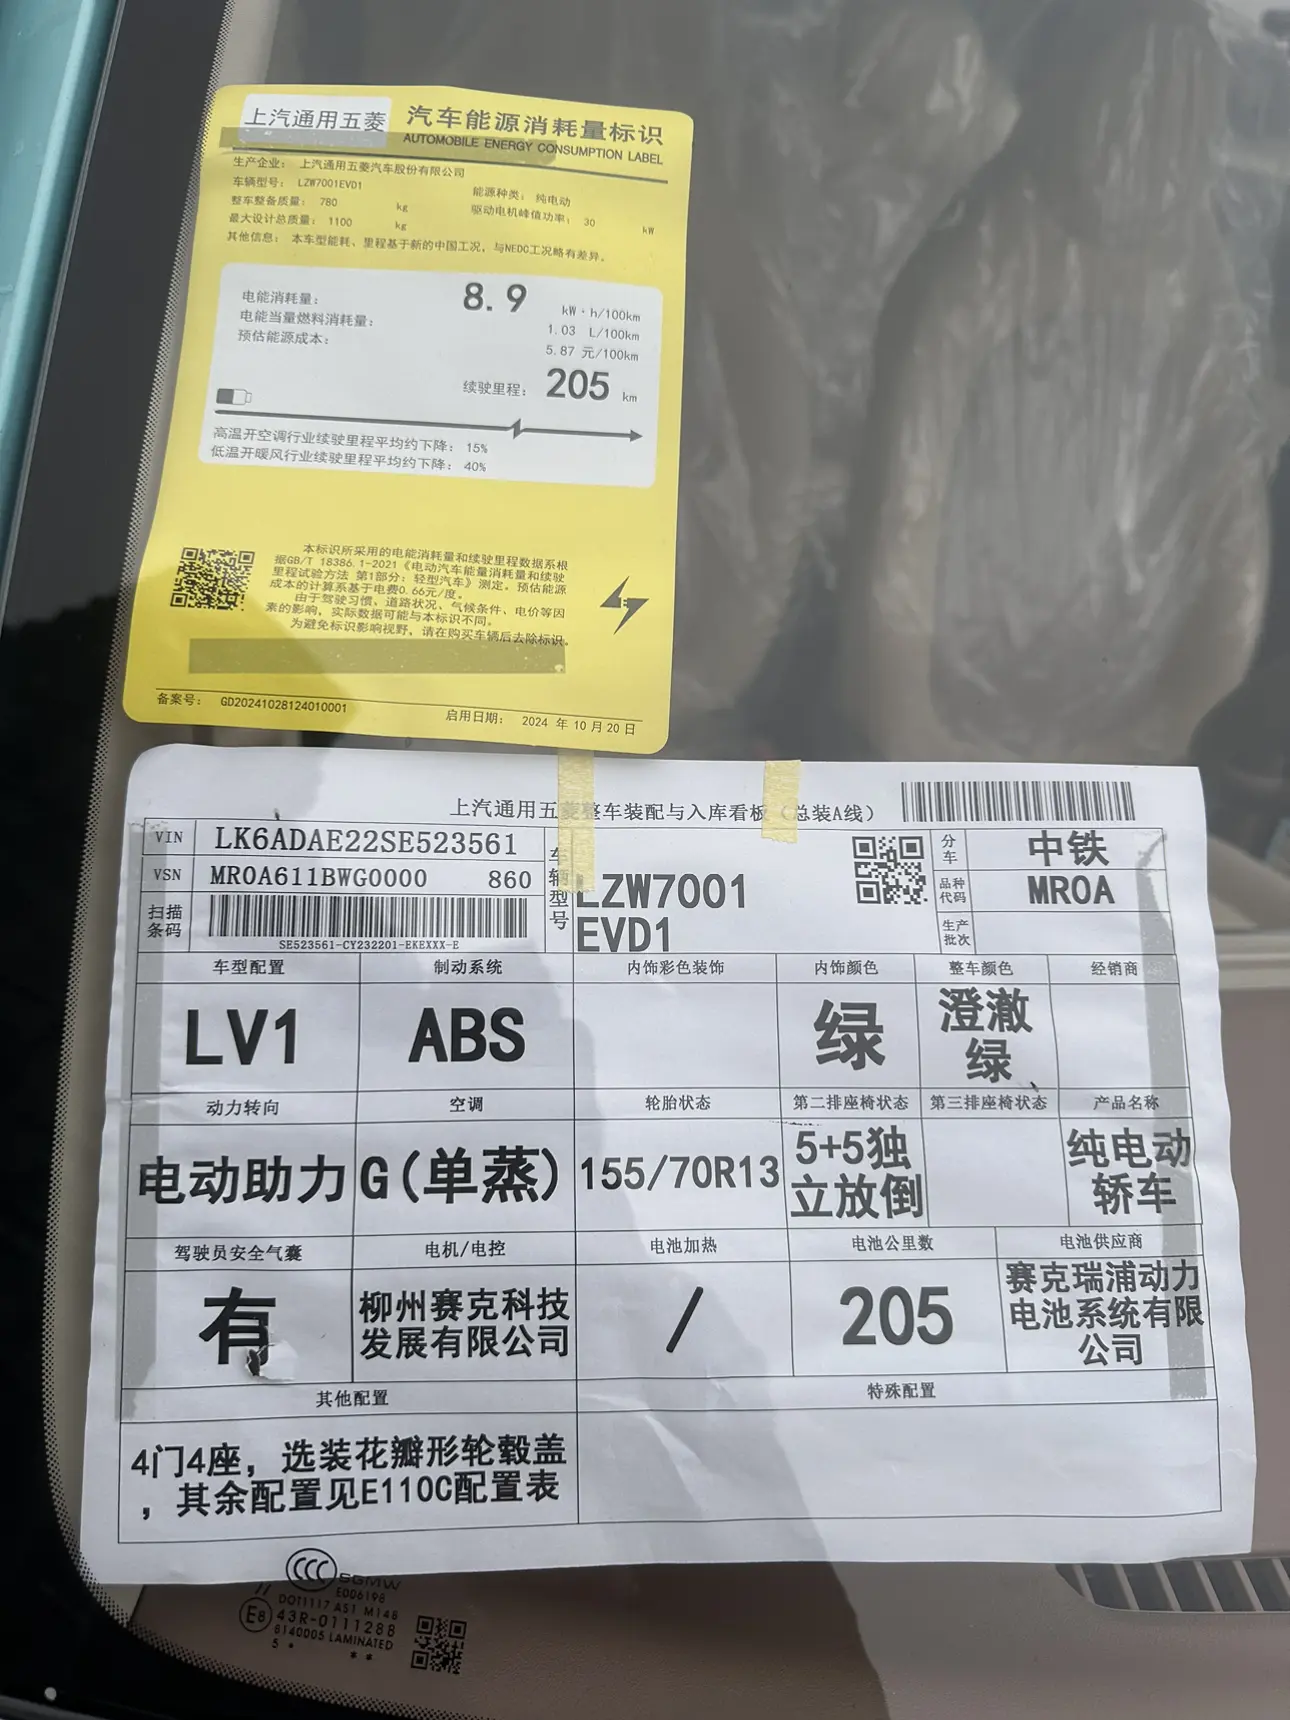 上汽通用五菱 汽车能源消耗量标识
AUTOMOBILE ENERGY CONSUMPTION LABEL
生产企业： 上汽通用五菱汽车股份有限公司
车辆型号： LZW7001EVD1 能源种类： 纯电动
整车整备质量： 780 kg 驱动电机峰值功率： 30 kW
最大设计总质量： 1100 kg
其他信息： 本车型能耗、里程基于新的中国工况，与NEDC工况略有差异。
电能消耗量： 8.9 kW·h/100km
电能当量燃料消耗量： 1.03 L/100km
预估能源成本： 5.87 元/100km
续驶里程： 205 km
高温开空调行业续驶里程平均约下降： 15%
低温开暖风行业续驶里程平均约下降： 40%
本标识所采用的电能消耗量和续驶里程数据系根
据GB/T 18386.1-2021《电动汽车能量消耗量和续驶
里程试验方法 第1部分：轻型汽车》测定。预估能源
成本的计算系基于电费0.66元/度。
由于驾驶习惯、道路状况、气候条件、电价等因
素的影响，实际数据可能与本标识不同。
为避免标识影响视野，请在购买车辆后去除标识。
备案号： GD20241028124010001
启用日期： 2024 年 10 月 20 日
上汽通用五菱整车装配与入库看板（总装A线）
VIN LK6ADAE22SE523561
VSN MR0A611BWG0000 860
扫描
条码
SE523561-CY232201-EKEXXX-E
车辆型号
LZW7001
EVD1
分车 中铁
品种代码 MR0A
生产批次
车型配置 制动系统 内饰彩色装饰 内饰颜色 整车颜色 经销商
LV1 ABS 绿 澄澈
绿
动力转向 空调 轮胎状态 第二排座椅状态 第三排座椅状态 产品名称
电动助力 G(单蒸) 155/70R13 5+5独
立放倒
纯电动
轿车
驾驶员安全气囊 电机/电控 电池加热 电池公里数 电池供应商
有 柳州赛克科技
发展有限公司
/ 205 赛克瑞浦动力
电池系统有限
公司
其他配置 特殊配置
4门4座，选装花瓣形轮毂盖
，其余配置见E110C配置表
CCC SGMW
E006198
DOT1117 AS1 M148
E8 43R-0111288
8140005 LAMINATED
5 •
**